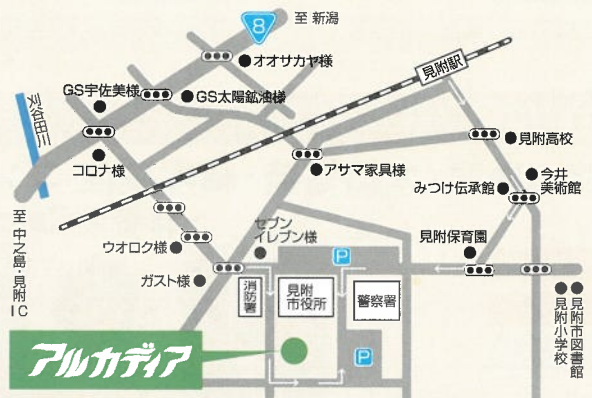 8
至 新潟
オオサカヤ様
見附駅
GS宇佐美様
GS太陽鉱油様
刈谷田川
コロナ様
アサマ家具様
見附高校
みつけ伝承館
今井
美術館
至 中之島・見附IC
ウオロク様
セブン
イレブン様
見附保育園
P
ガスト様
消防署
見附
市役所
警察署
見附市図書館
見附小学校
アルカディア
P